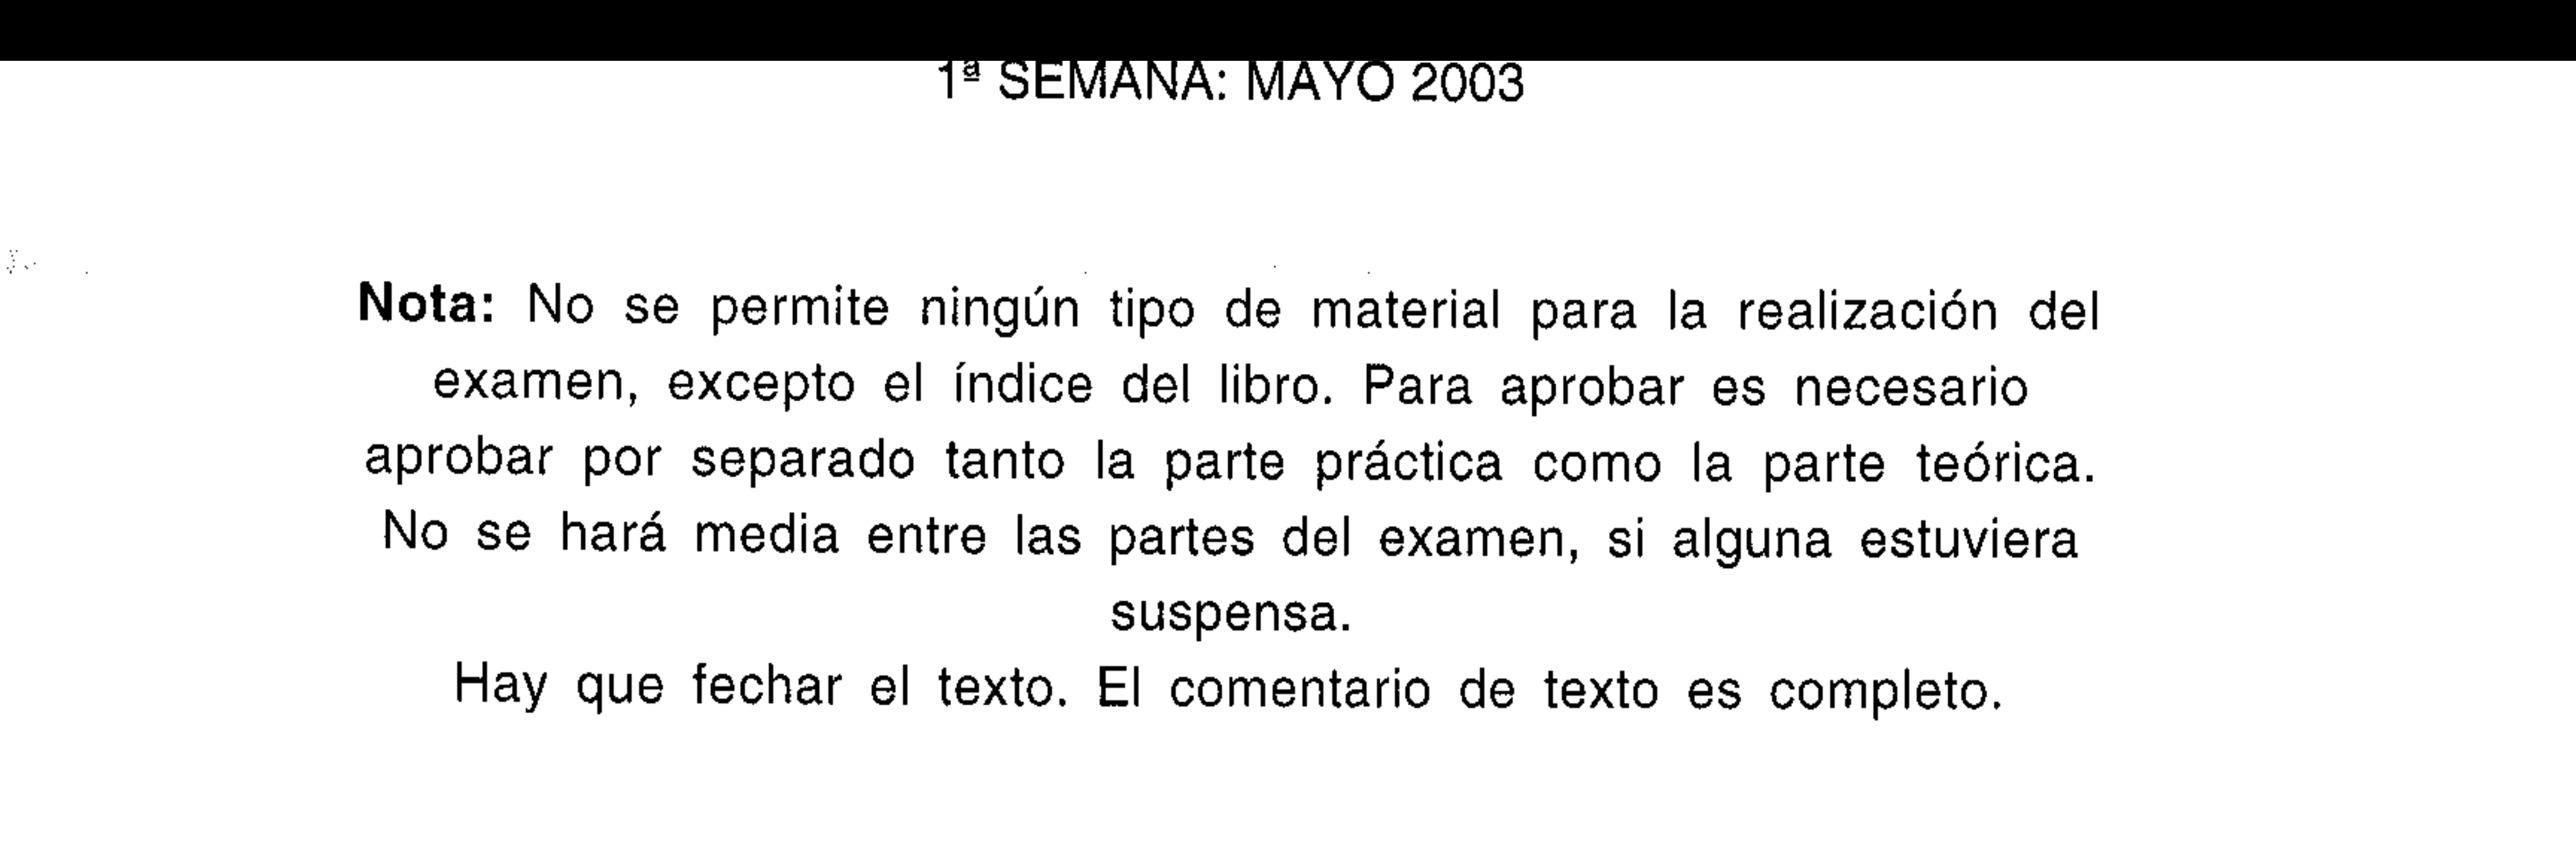 1ª SEMANA: MAYO 2003
Nota: No se permite ningún tipo de material para la realización del
examen, excepto el índice del libro. Para aprobar es necesario
aprobar por separado tanto la parte práctica como la parte teórica.
No se hará media entre las partes del examen, si alguna estuviera
suspensa.
Hay que fechar el texto. El comentario de texto es completo.